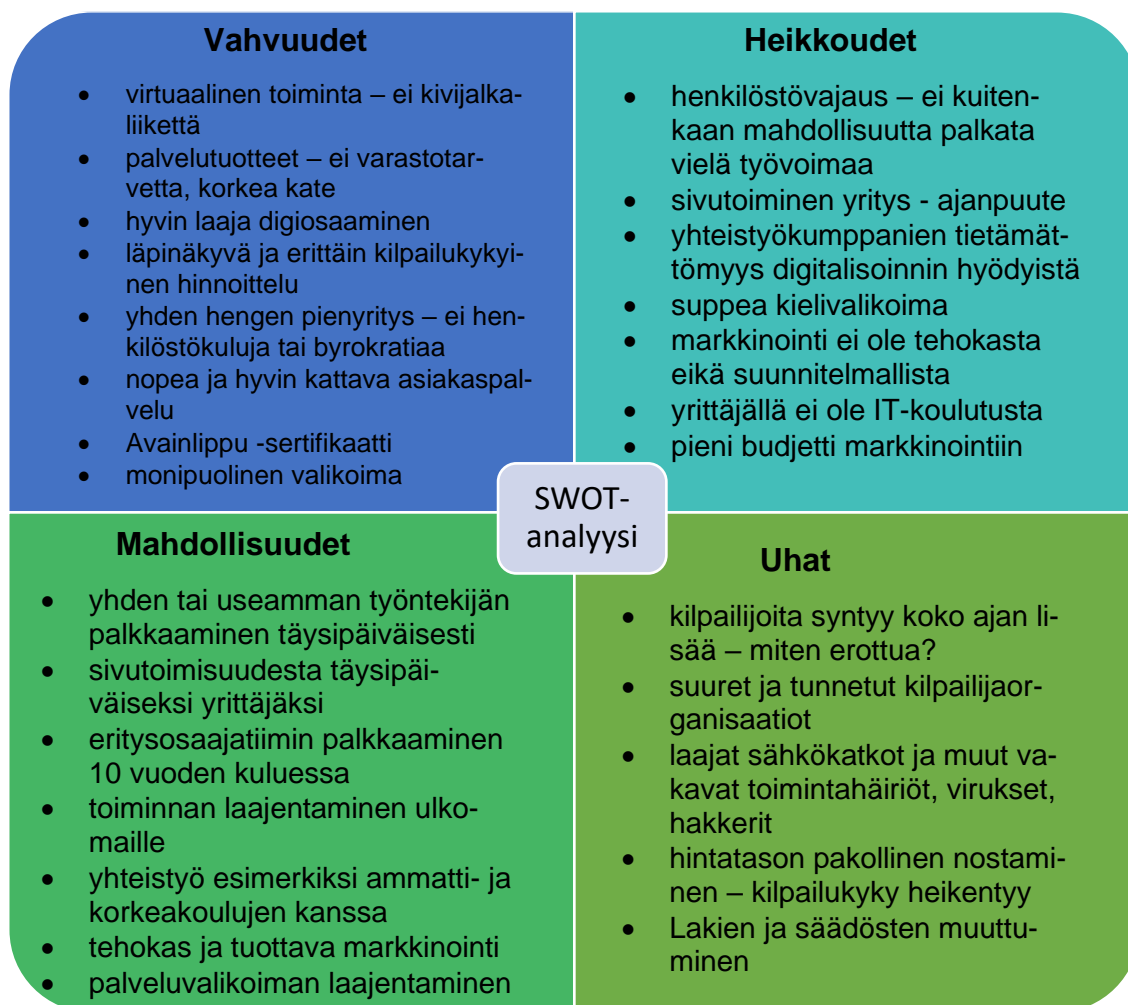 Vahvuudet
• virtuaalinen toiminta – ei kivijalka-
liikettä
• palvelutuotteet – ei varastotar-
vetta, korkea kate
• hyvin laaja digiosaaminen
• läpinäkyvä ja erittäin kilpailukykyi-
nen hinnoittelu
• yhden hengen pienyritys – ei hen-
kilöstökuluja tai byrokratiaa
• nopea ja hyvin kattava asiakaspal-
velu
• Avainlippu -sertifikaatti
• monipuolinen valikoima
Heikkoudet
• henkilöstövajaus – ei kuiten-
kaan mahdollisuutta palkata
vielä työvoimaa
• sivutoiminen yritys - ajanpuute
• yhteistyökumppanien tietämät-
tömyys digitalisoinnin hyödyistä
• suppea kielivalikoima
• markkinointi ei ole tehokasta
eikä suunnitelmallista
• yrittäjällä ei ole IT-koulutusta
• pieni budjetti markkinointiin
SWOT-
analyysi
Mahdollisuudet
• yhden tai useamman työntekijän
palkkaaminen täysipäiväisesti
• sivutoimisuudesta täysipäi-
väiseksi yrittäjäksi
• eritysosaajatiimin palkkaaminen
10 vuoden kuluessa
• toiminnan laajentaminen ulko-
maille
• yhteistyö esimerkiksi ammatti- ja
korkeakoulujen kanssa
• tehokas ja tuottava markkinointi
• palveluvalikoiman laajentaminen
Uhat
• kilpailijoita syntyy koko ajan li-
sää – miten erottua?
• suuret ja tunnetut kilpailijaor-
ganisaatiot
• laajat sähkökatkot ja muut va-
kavat toimintahäiriöt, virukset,
hakkerit
• hintatason pakollinen nostami-
nen – kilpailukyky heikentyy
• Lakien ja säädösten muuttu-
minen